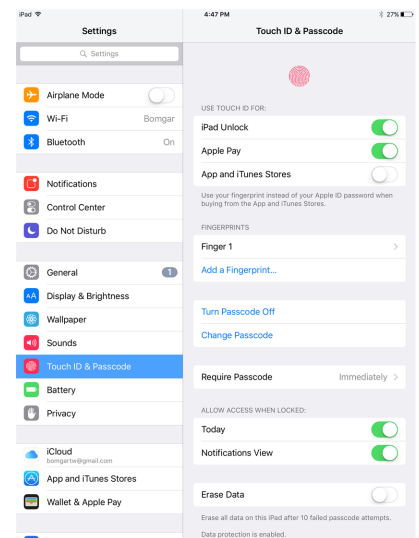 iPad 4:47 PM 27%
Settings
Touch ID & Passcode
Settings
Airplane Mode
Wi-Fi Bomgar
Bluetooth On
Notifications
Control Center
Do Not Disturb
General 1
AA Display & Brightness
Wallpaper
Sounds
Touch ID & Passcode
Battery
Privacy
iCloud
bomgartw@gmail.com
App and iTunes Stores
Wallet & Apple Pay
USE TOUCH ID FOR:
iPad Unlock
Apple Pay
App and iTunes Stores
Use your fingerprint instead of your Apple ID password when
buying from the App and iTunes Stores.
FINGERPRINTS
Finger 1
Add a Fingerprint...
Turn Passcode Off
Change Passcode
Require Passcode Immediately
ALLOW ACCESS WHEN LOCKED:
Today
Notifications View
Erase Data
Erase all data on this iPad after 10 failed passcode attempts.
Data protection is enabled.